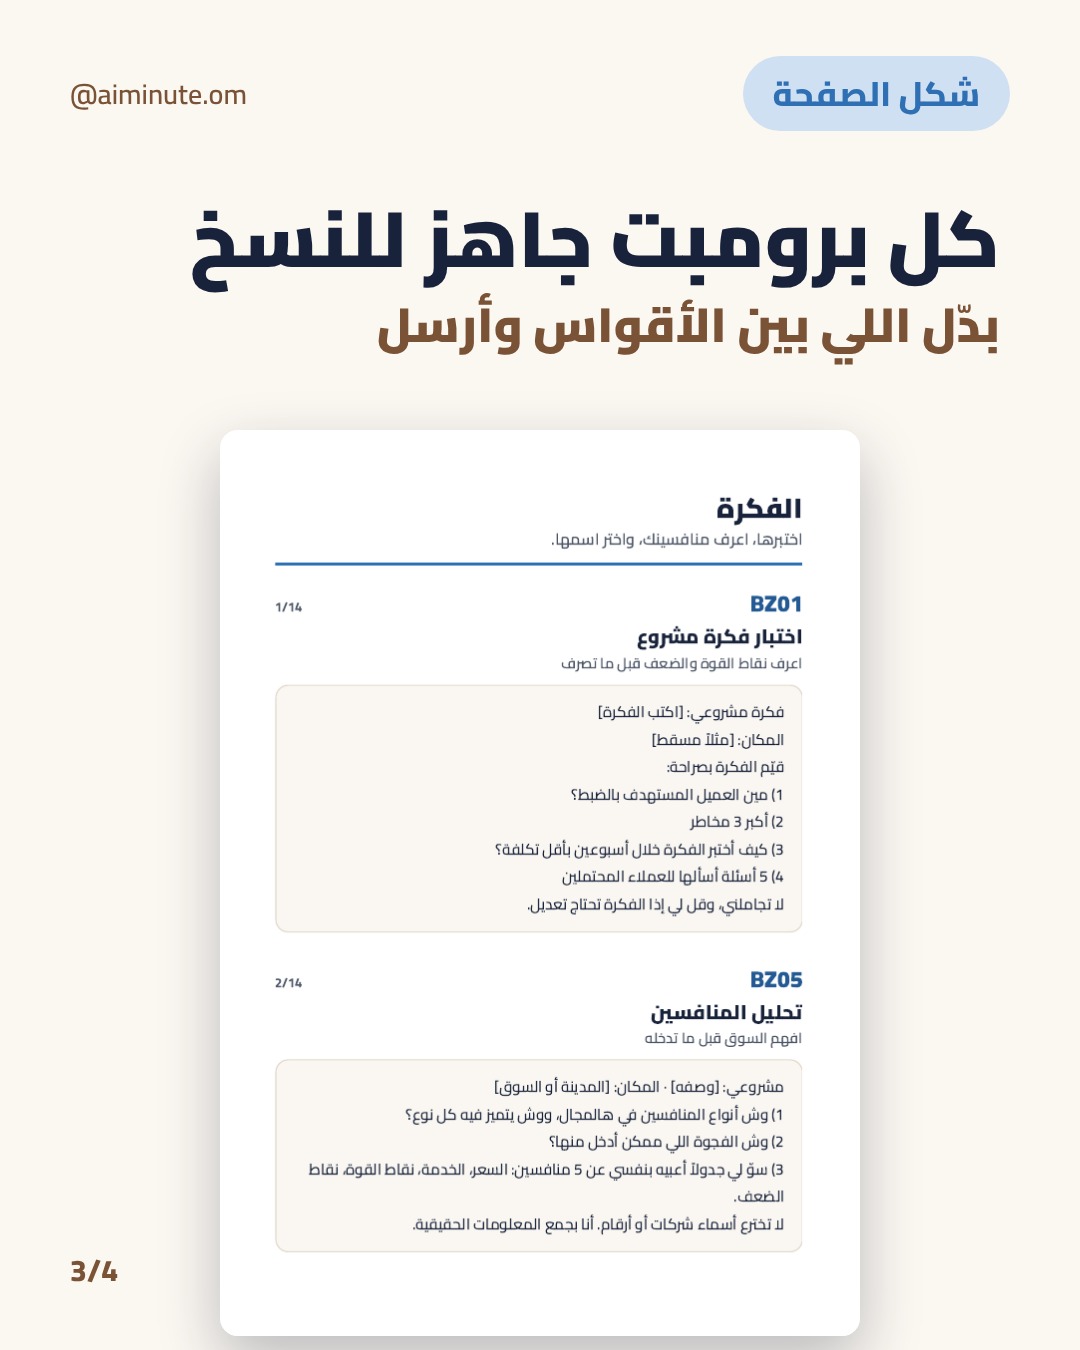 شكل الصفحة
@aiminute.om
كل برومبت جاهز للنسخ
بدّل اللي بين الأقواس وأرسل
الفكرة
اختبرها، اعرف منافسينك، واختر اسمها.
BZ01
1/14
اختبار فكرة مشروع
اعرف نقاط القوة والضعف قبل ما تصرف
فكرة مشروعي: [اكتب الفكرة]
المكان: [مثلاً مسقط]
قيّم الفكرة بصراحة:
1) مين العميل المستهدف بالضبط؟
2) أكبر 3 مخاطر
3) كيف أختبر الفكرة خلال أسبوعين بأقل تكلفة؟
4) 5 أسئلة أسألها للعملاء المحتملين
لا تجاملني، وقل لي إذا الفكرة تحتاج تعديل.
BZ05
2/14
تحليل المنافسين
افهم السوق قبل ما تدخله
مشروعي: [وصفه] · المكان: [المدينة أو السوق]
1) وش أنواع المنافسين في هالمجال، ووش يتميز فيه كل نوع؟
2) وش الفجوة اللي ممكن أدخل منها؟
3) سوّ لي جدولاً أعبيه بنفسي عن 5 منافسين: السعر، الخدمة، نقاط القوة، نقاط
الضعف.
لا تخترع أسماء شركات أو أرقام. أنا بجمع المعلومات الحقيقية.
3/4